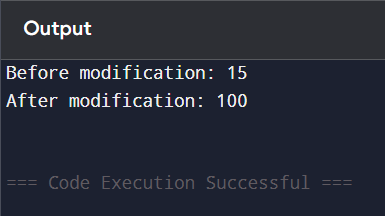 Output
Before modification: 15
After modification: 100
=== Code Execution Successful ===